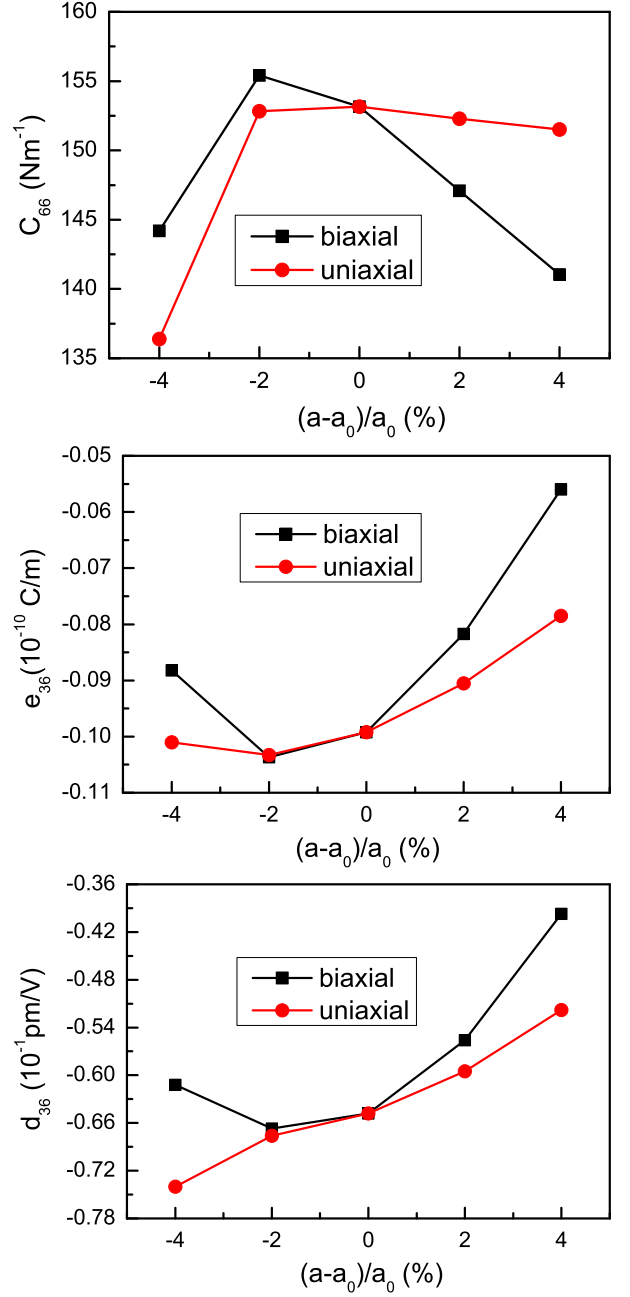 160
155
150
145
140
135
C66 (Nm-1)
biaxial
uniaxial
-4 -2 0 2 4
(a-a0)/a0 (%)
-0.05
-0.06
-0.07
-0.08
-0.09
-0.10
-0.11
e36(10-10 C/m)
biaxial
uniaxial
-4 -2 0 2 4
(a-a0)/a0 (%)
-0.36
-0.42
-0.48
-0.54
-0.60
-0.66
-0.72
-0.78
d36 (10-1pm/V)
biaxial
uniaxial
-4 -2 0 2 4
(a-a0)/a0 (%)